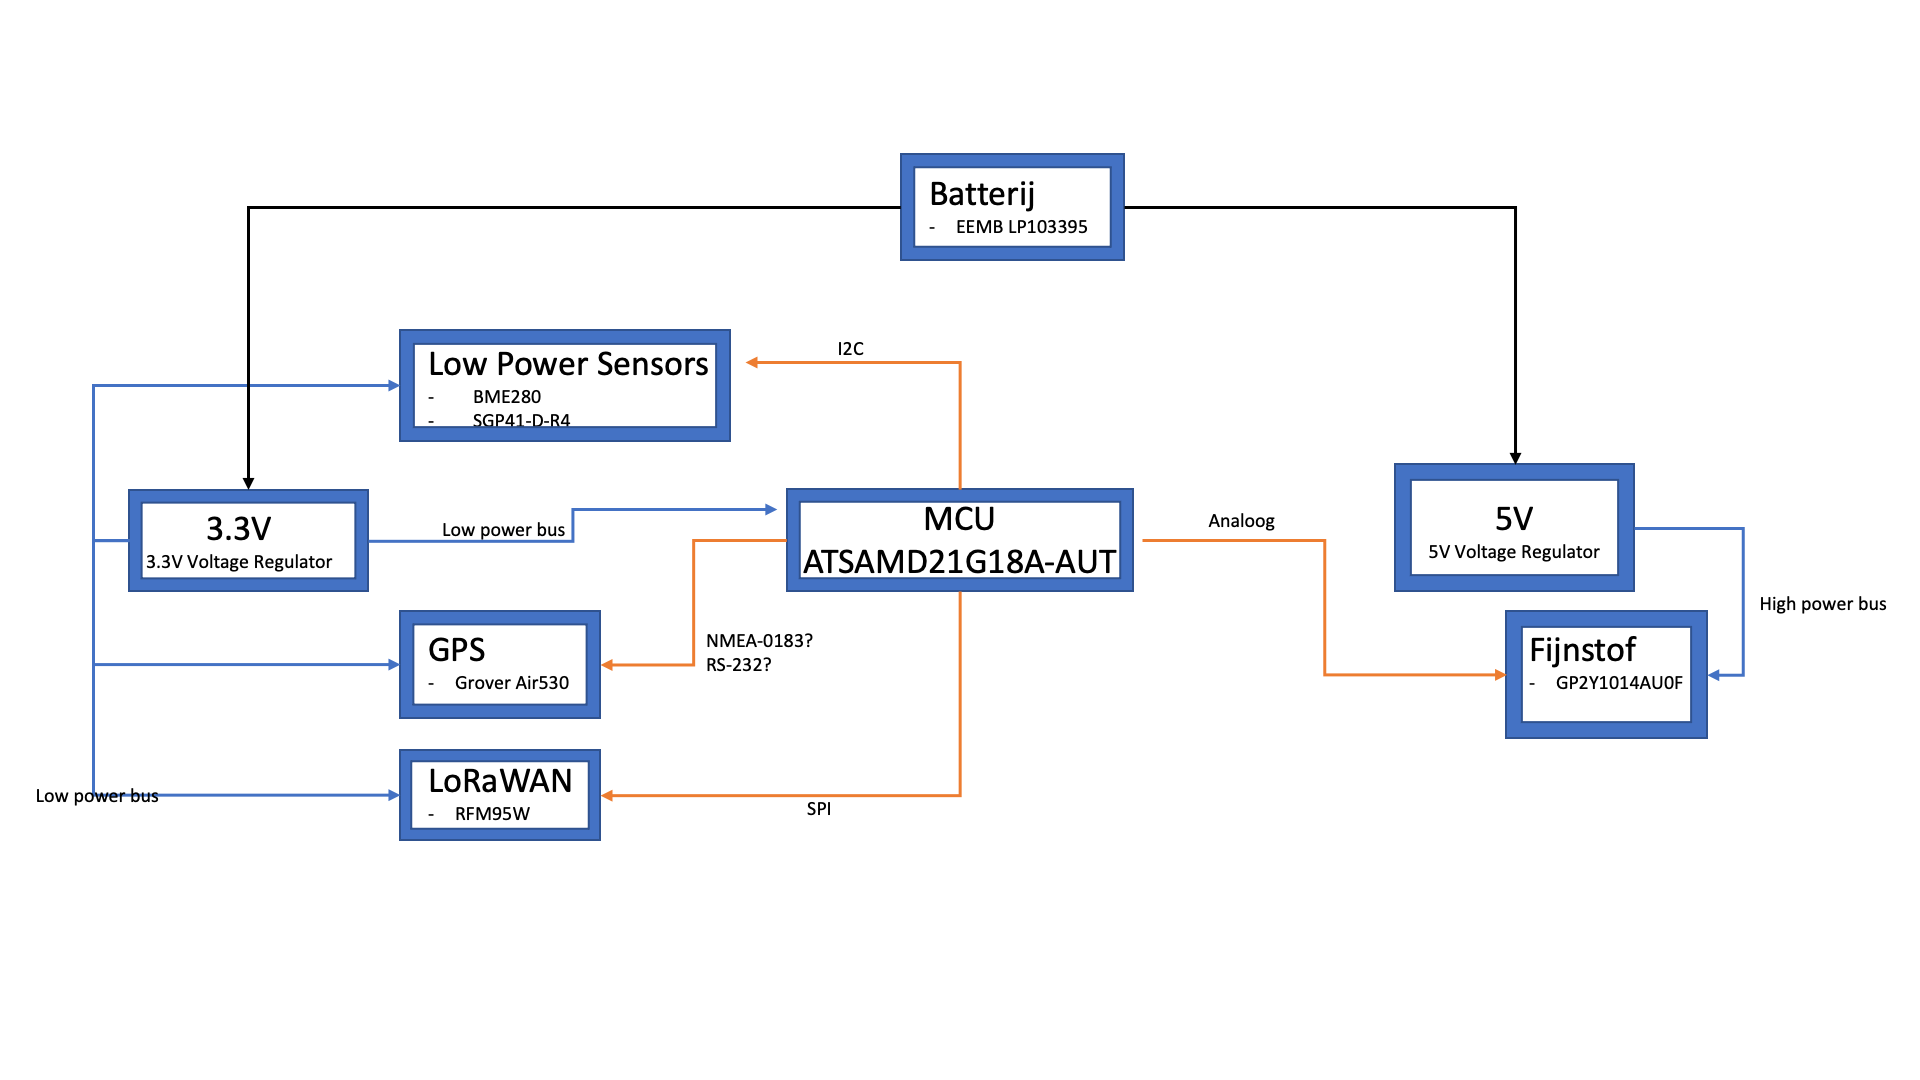 Batterij
- EEMB LP103395
Low Power Sensors
- BME280
- SGP41-D-R4
I2C
3.3V
3.3V Voltage Regulator
Low power bus
MCU
ATSAMD21G18A-AUT
Analoog
5V
5V Voltage Regulator
High power bus
GPS
- Grover Air530
NMEA-0183?
RS-232?
Fijnstof
- GP2Y1014AU0F
LoRaWAN
- RFM95W
Low power bus
SPI